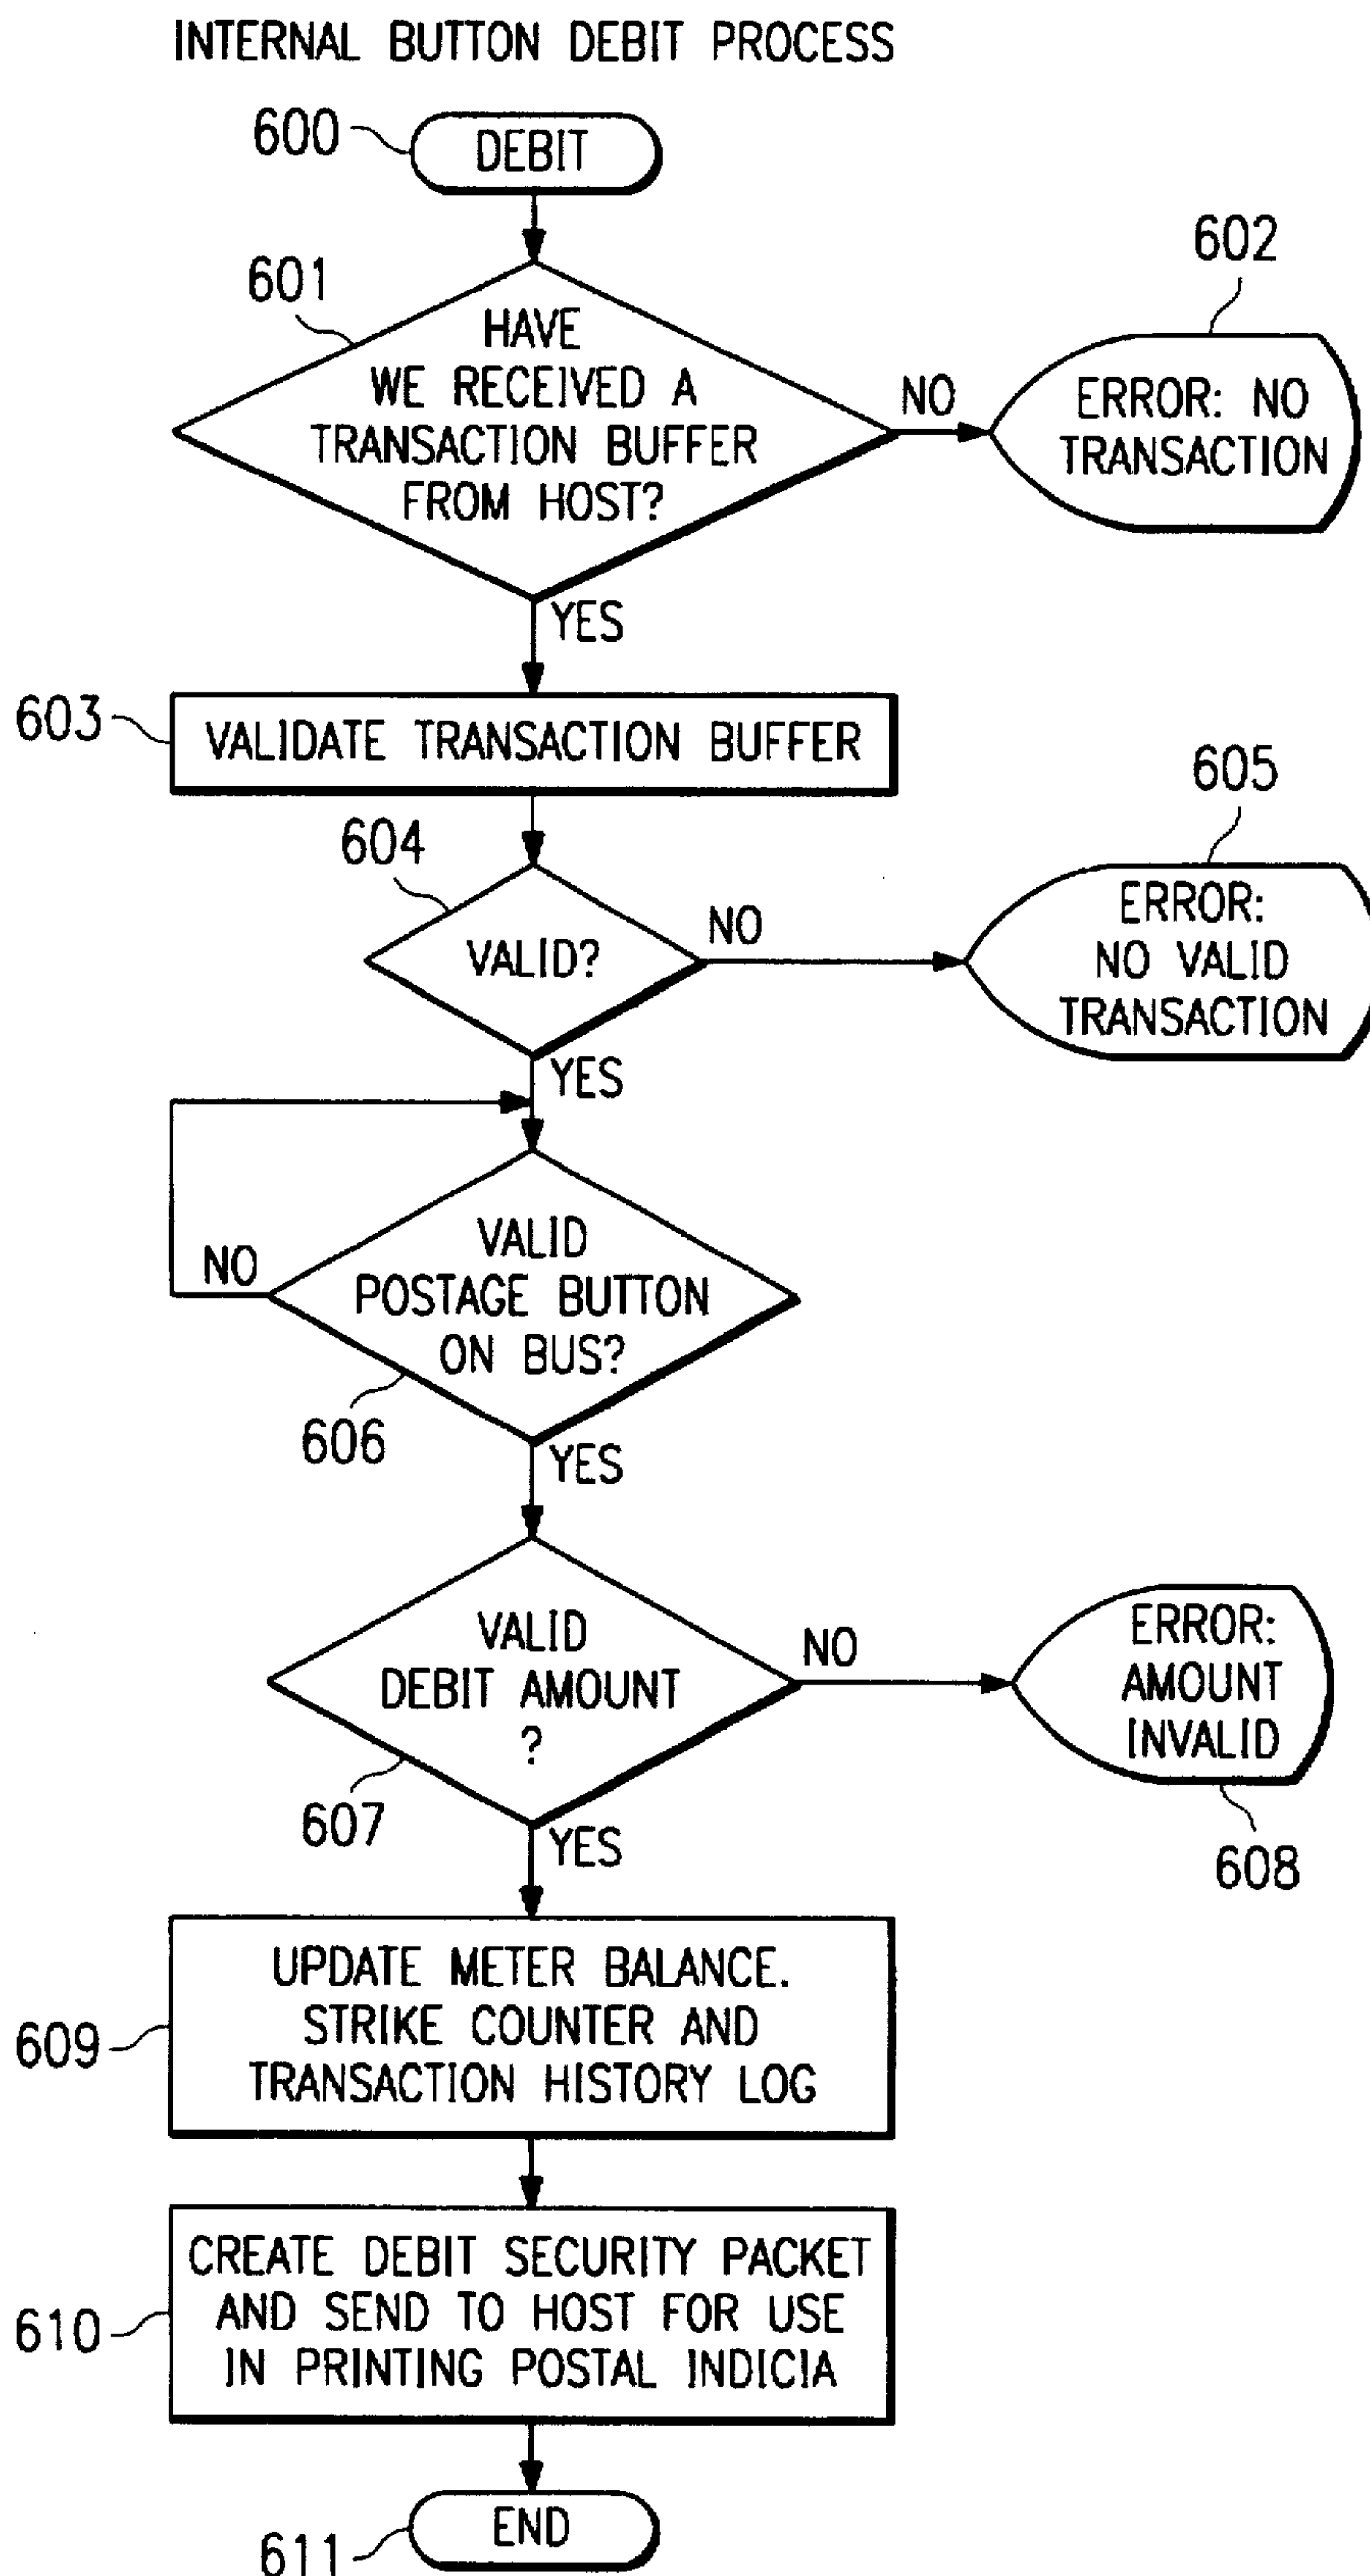 INTERNAL BUTTON DEBIT PROCESS
600
DEBIT
601
HAVE
WE RECEIVED A
TRANSACTION BUFFER
FROM HOST?
NO
602
ERROR: NO
TRANSACTION
YES
603
VALIDATE TRANSACTION BUFFER
604
VALID?
NO
605
ERROR:
NO VALID
TRANSACTION
YES
NO
VALID
POSTAGE BUTTON
ON BUS?
606
YES
VALID
DEBIT AMOUNT
?
607
NO
ERROR:
AMOUNT
INVALID
608
YES
609
UPDATE METER BALANCE.
STRIKE COUNTER AND
TRANSACTION HISTORY LOG
610
CREATE DEBIT SECURITY PACKET
AND SEND TO HOST FOR USE
IN PRINTING POSTAL INDICIA
END
611